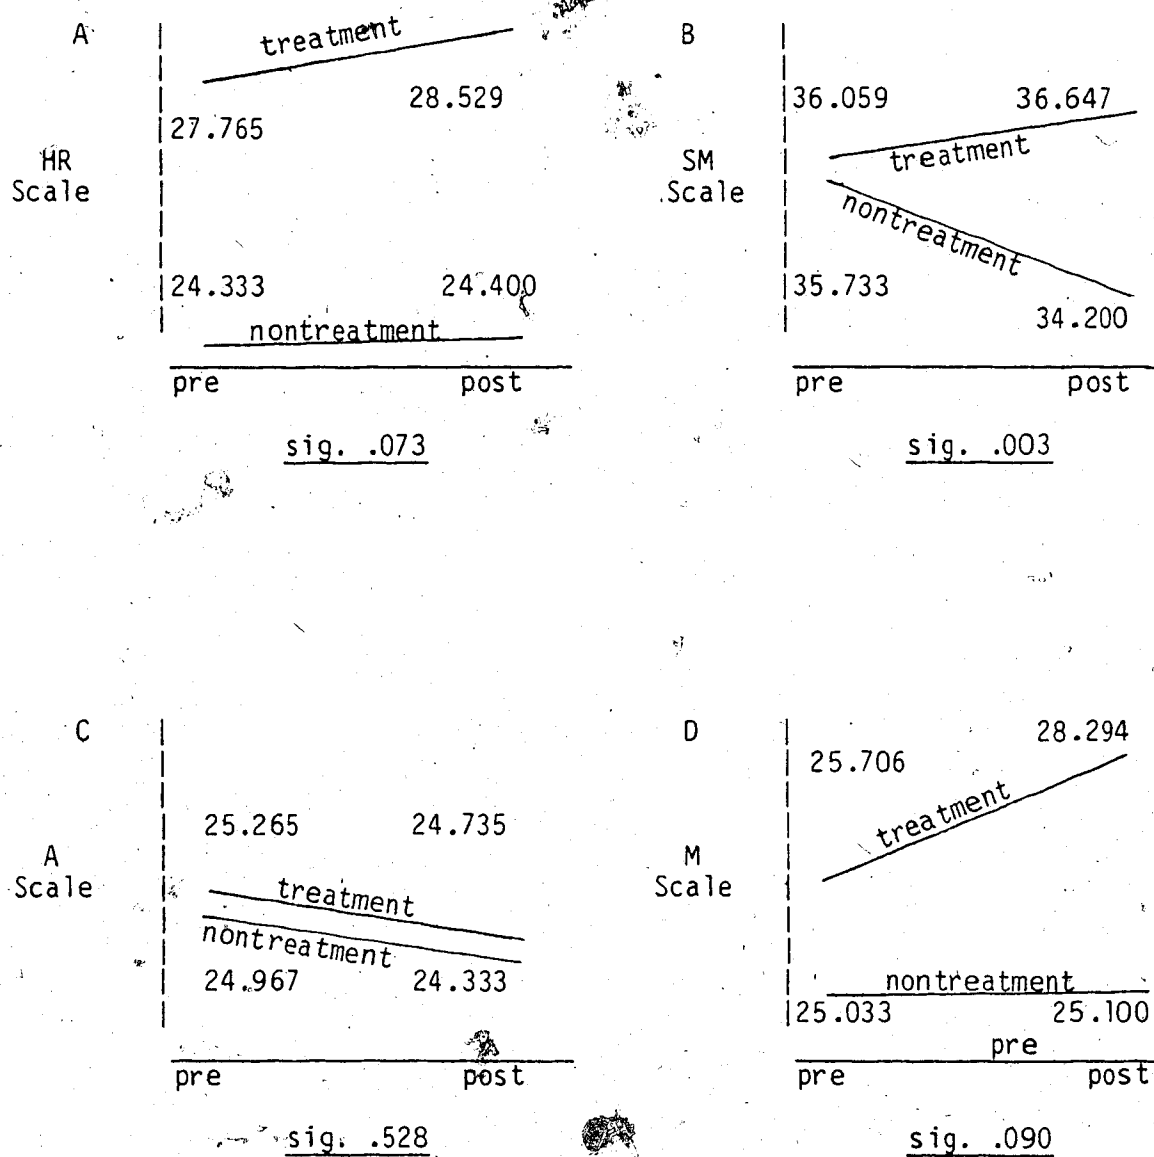 A
treatment
28.529
27.765
HR
Scale
24.333 24.400
nontreatment
pre post
sig. .073
B
36.059 36.647
treatment
SM
Scale
nontreatment
35.733
34.200
pre post
sig. .003
C
25.265 24.735
A
Scale
treatment
nontreatment
24.967 24.333
pre post
sig. .528
D
28.294
25.706
treatment
M
Scale
nontreatment
25.033 25.100
pre
pre post
sig. .090